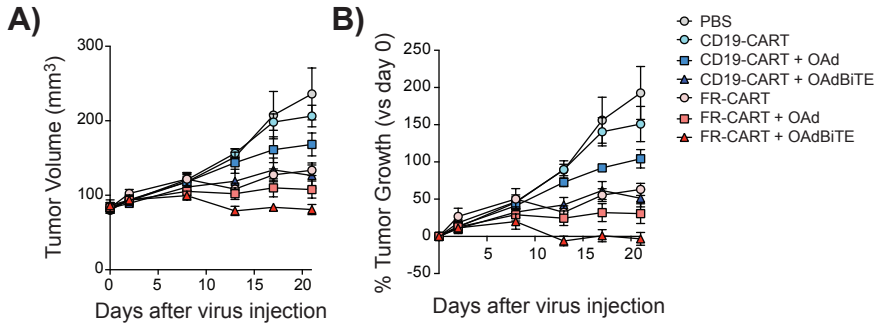 A)
B)
Tumor Volume (mm³)
300
200
100
0
0
5
10
15
20
Days after virus injection
% Tumor Growth (vs day 0)
250
200
150
100
50
0
-50
5
10
15
20
Days after virus injection
PBS
CD19-CART
CD19-CART + OAd
CD19-CART + OAdBiTE
FR-CART
FR-CART + OAd
FR-CART + OAdBiTE